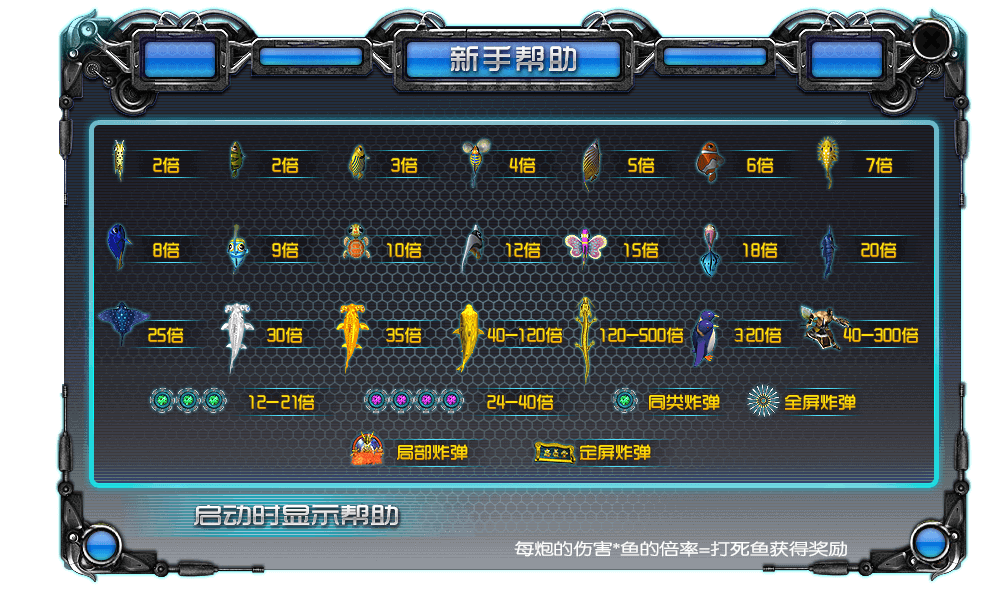 新手帮助
2倍 2倍 3倍 4倍 5倍 6倍 7倍
8倍 9倍 10倍 12倍 15倍 18倍 20倍
25倍 30倍 35倍 40—120倍 120—500倍 320倍 40—300倍
12—21倍 24—40倍 同类炸弹 全屏炸弹
局部炸弹 定屏炸弹
启动时显示帮助
每炮的伤害*鱼的倍率=打死鱼获得奖励